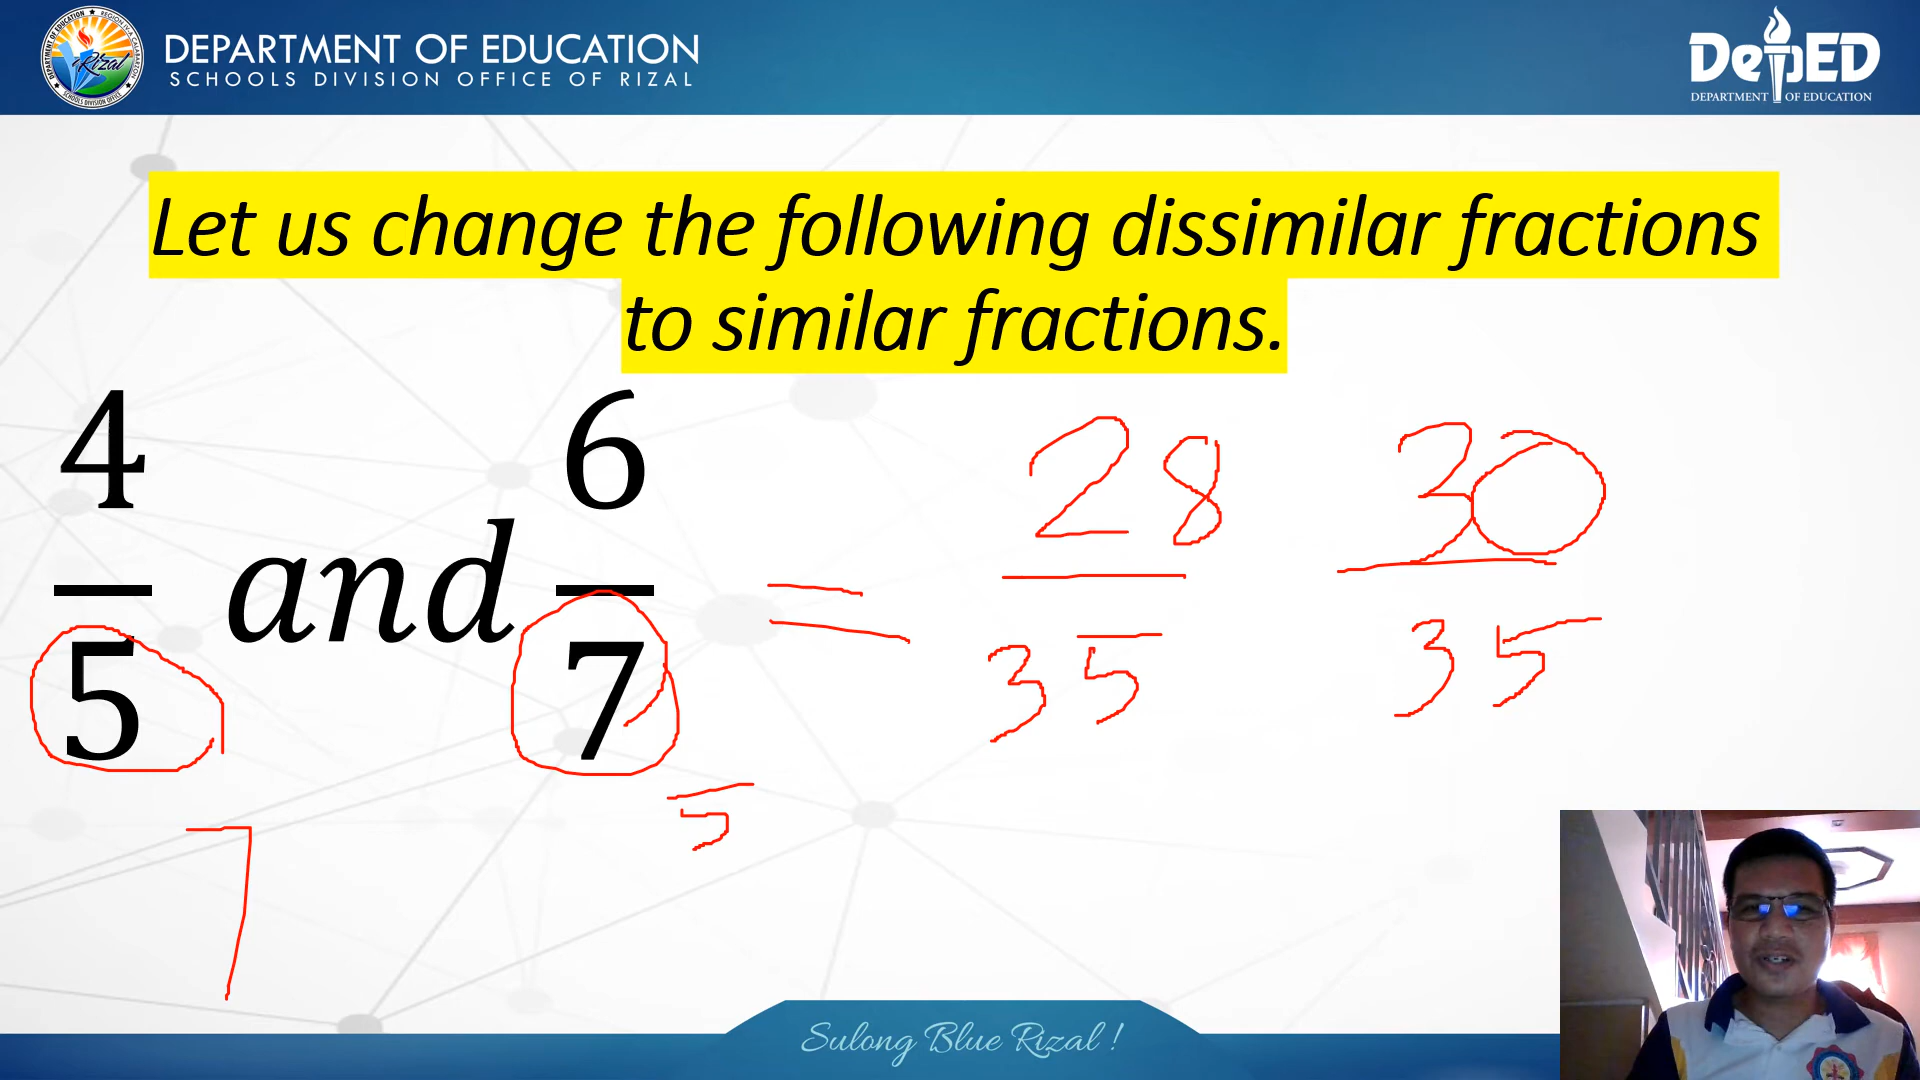 DEPARTMENT OF EDUCATION
SCHOOLS DIVISION OFFICE OF RIZAL
DepED
DEPARTMENT OF EDUCATION
Let us change the following dissimilar fractions
to similar fractions.
4/5 and 6/7 = 28/35 30/35
7 5
Sulong Blue Rizal !